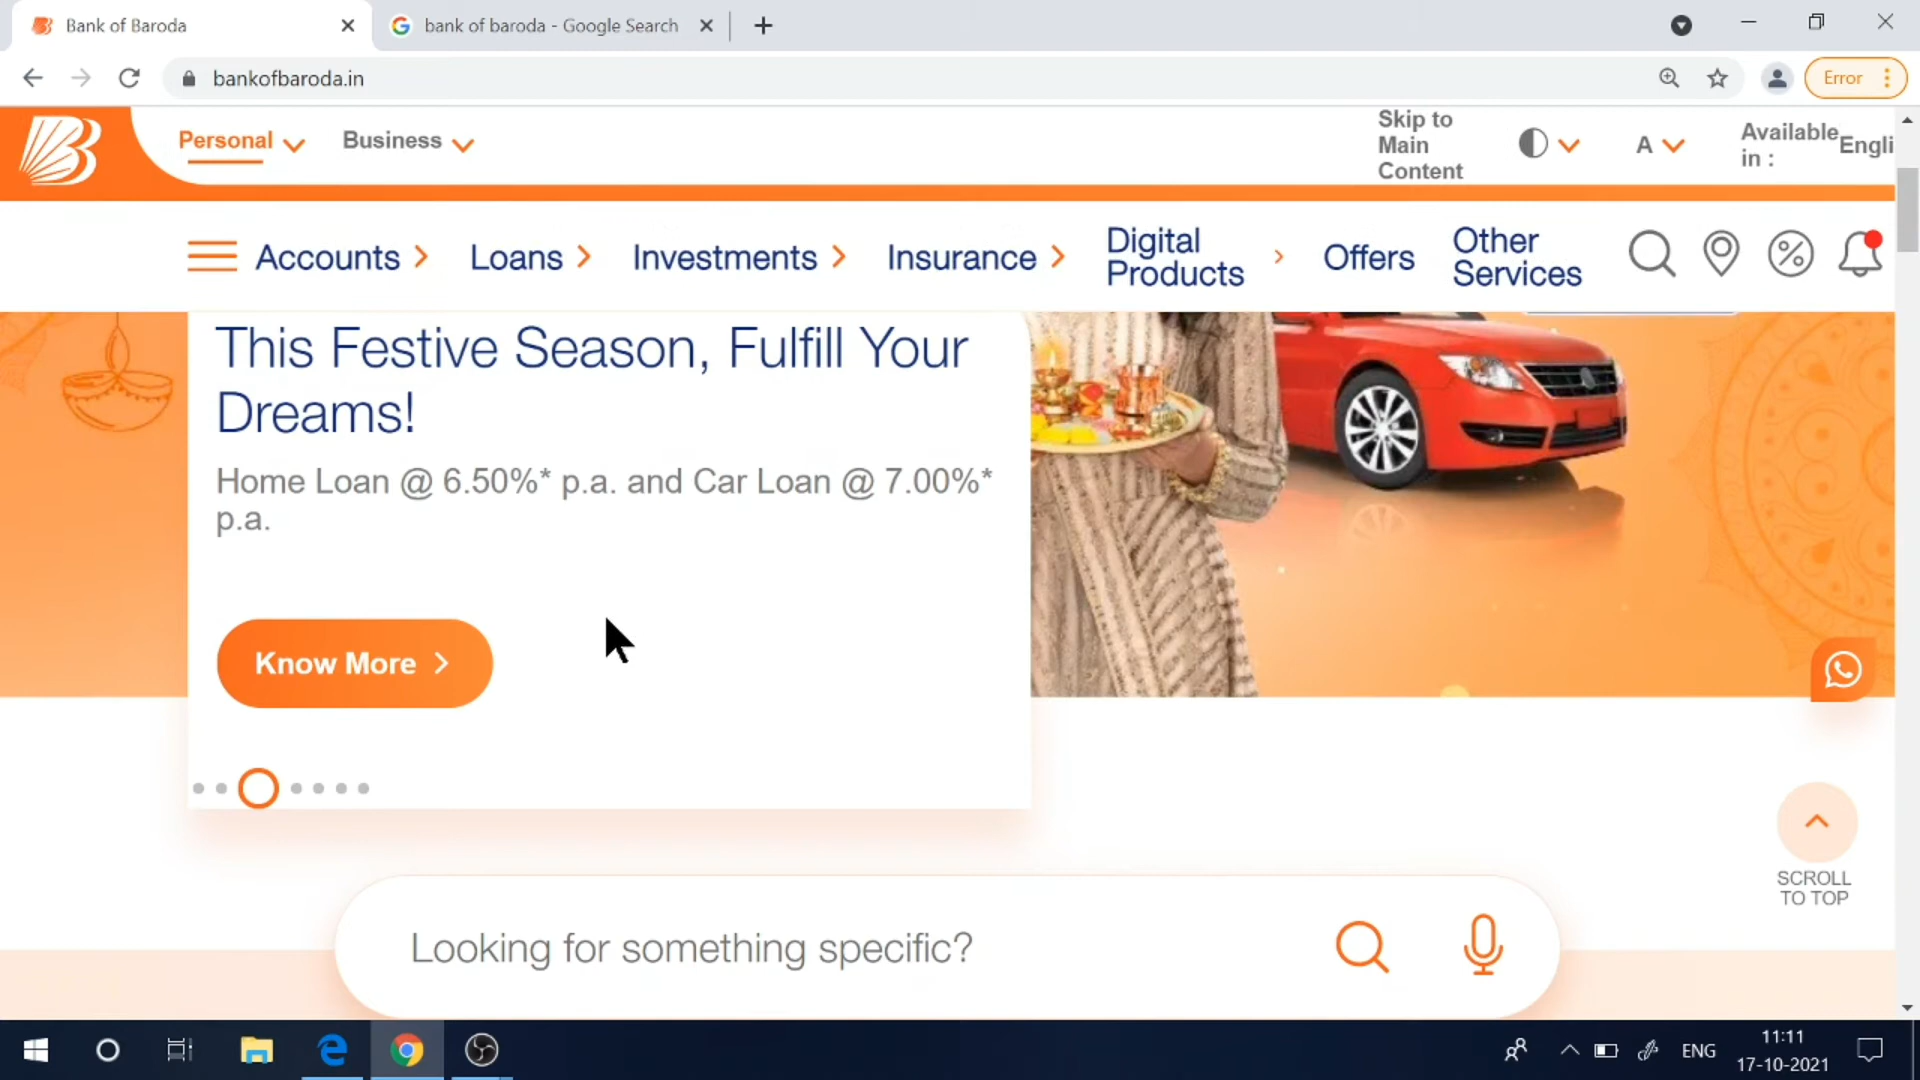 Bank of Baroda
bank of baroda - Google Search
bankofbaroda.in
Error
Personal
Business
Skip to
Main
Content
A
Available
in :
Engli
Accounts
Loans
Investments
Insurance
Digital
Products
Offers
Other
Services
This Festive Season, Fulfill Your
Dreams!
Home Loan @ 6.50%* p.a. and Car Loan @ 7.00%*
p.a.
Know More
SCROLL
TO TOP
Looking for something specific?
ENG
11:11
17-10-2021